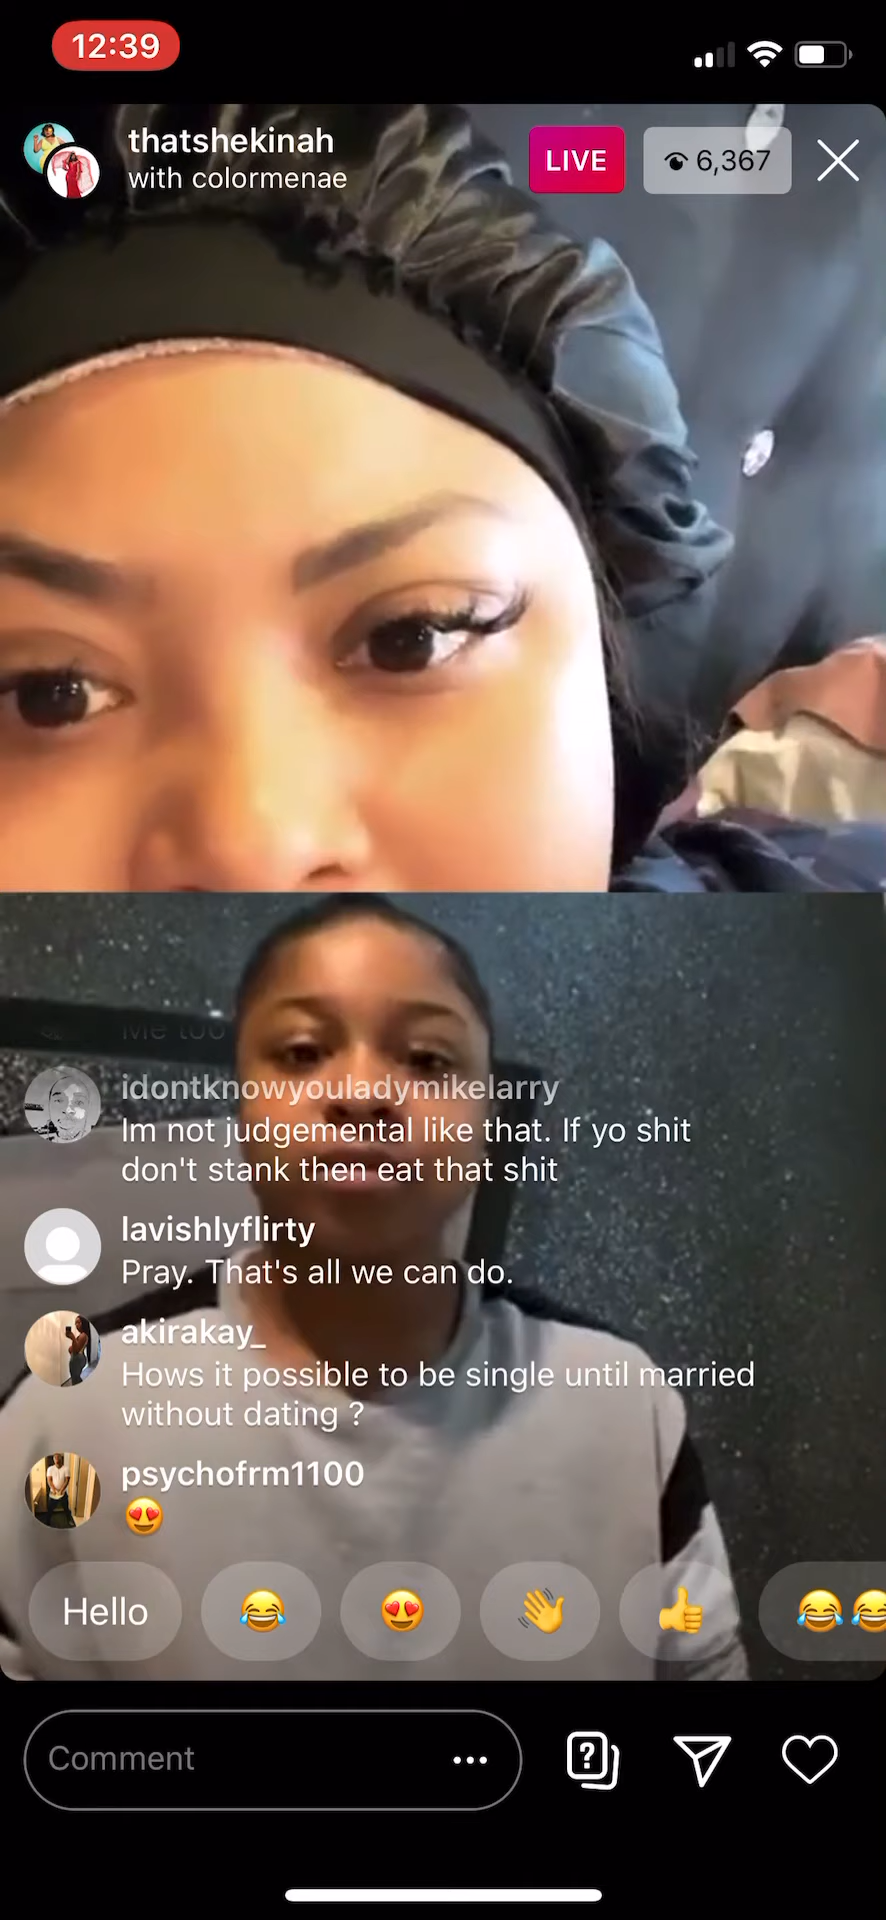 12:39
thatshekinah
with colormenae
LIVE
6,367
Me too
idontknowyouladymikelarry
Im not judgemental like that. If yo shit
don't stank then eat that shit
lavishlyflirty
Pray. That's all we can do.
akirakay_
Hows it possible to be single until married
without dating ?
psychofrm1100
😍
Hello
Comment